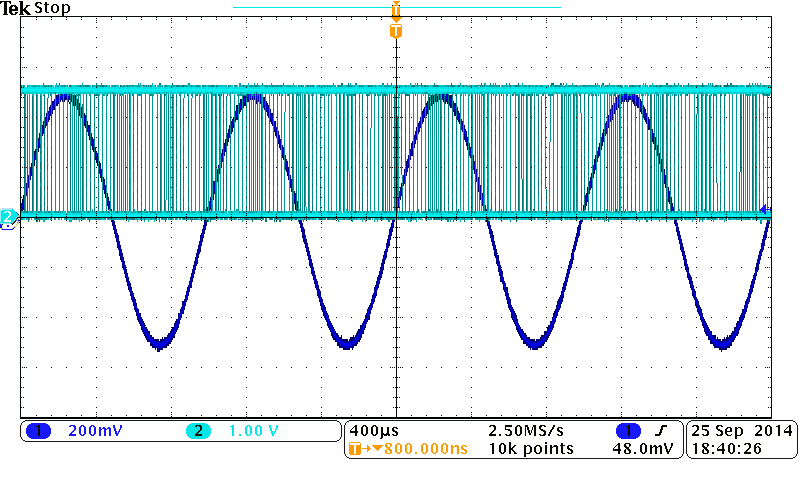 Tek Stop
T
T
2
1 200mV 2 1.00 V
400µs 2.50MS/s 1 25 Sep 2014
T→▼800.000ns 10k points 48.0mV 18:40:26